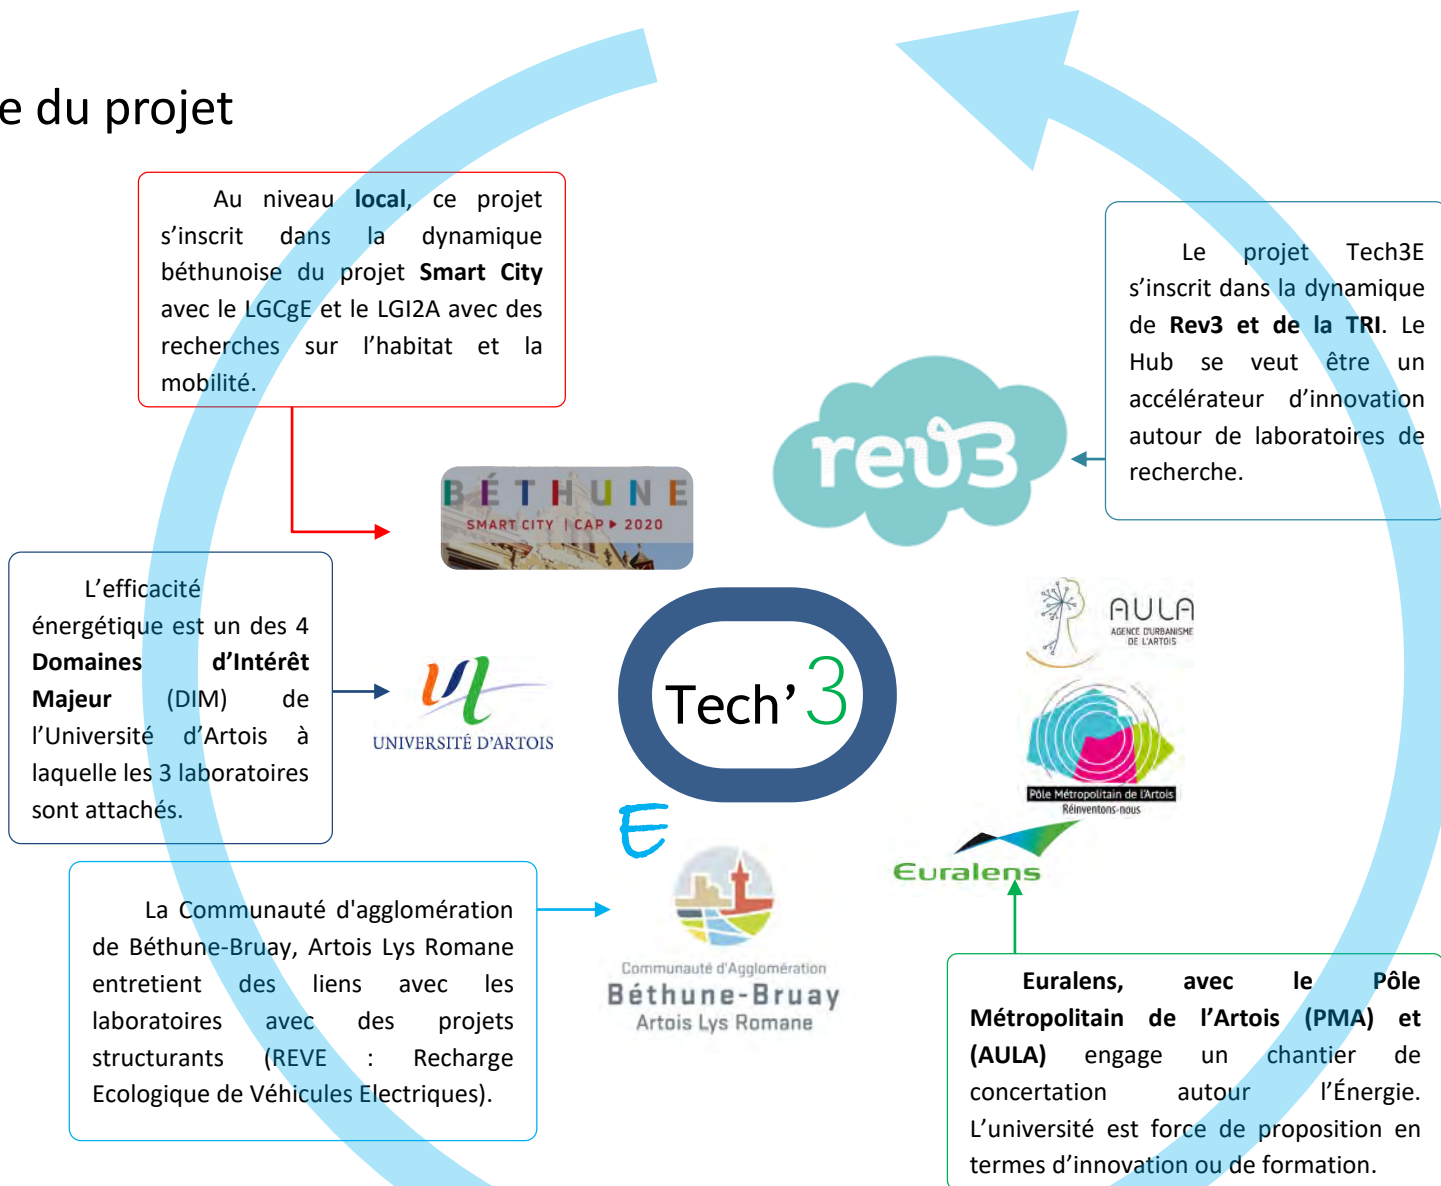 e du projet
Au niveau local, ce projet
s’inscrit dans la dynamique
béthunoise du projet Smart City
avec le LGCgE et le LGI2A avec des
recherches sur l’habitat et la
mobilité.
Le projet Tech3E
s’inscrit dans la dynamique
de Rev3 et de la TRI. Le
Hub se veut être un
accélérateur d’innovation
autour de laboratoires de
recherche.
rev3
BÉTHUNE
SMART CITY | CAP ▶ 2020
L’efficacité
énergétique est un des 4
Domaines d’Intérêt
Majeur (DIM) de
l’Université d’Artois à
laquelle les 3 laboratoires
sont attachés.
UNIVERSITÉ D’ARTOIS
Tech’3
E
AULA
AGENCE D'URBANISME
DE L'ARTOIS
Pôle Métropolitain de l'Artois
Réinventons-nous
Euralens
La Communauté d'agglomération
de Béthune-Bruay, Artois Lys Romane
entretient des liens avec les
laboratoires avec des projets
structurants (REVE : Recharge
Ecologique de Véhicules Electriques).
Communauté d'Agglomération
Béthune-Bruay
Artois Lys Romane
Euralens, avec le Pôle
Métropolitain de l’Artois (PMA) et
(AULA) engage un chantier de
concertation autour l’Énergie.
L’université est force de proposition en
termes d’innovation ou de formation.